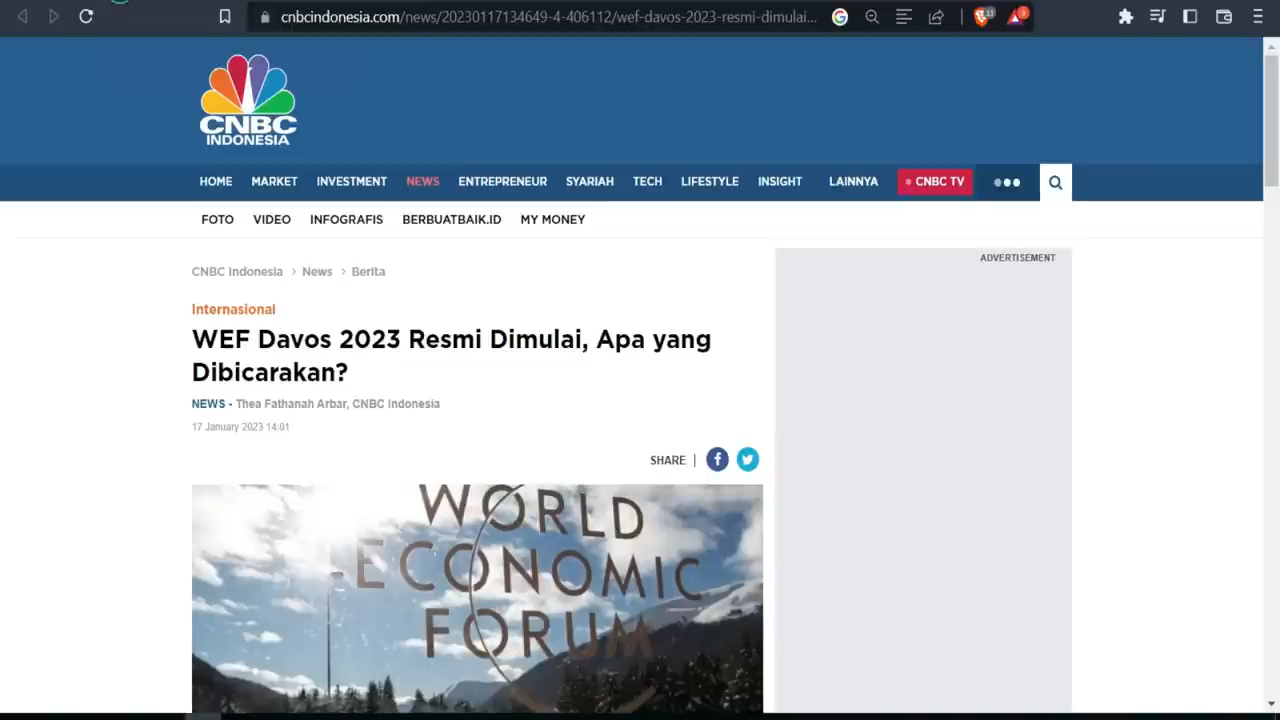 cnbcindonesia.com/news/20230117134649-4-406112/wef-davos-2023-resmi-dimulai...
CNBC
INDONESIA
HOME MARKET INVESTMENT NEWS ENTREPRENEUR SYARIAH TECH LIFESTYLE INSIGHT LAINNYA CNBC TV
FOTO VIDEO INFOGRAFIS BERBUATBAIK.ID MY MONEY
ADVERTISEMENT
CNBC Indonesia > News > Berita
Internasional
WEF Davos 2023 Resmi Dimulai, Apa yang
Dibicarakan?
NEWS - Thea Fathanah Arbar, CNBC Indonesia
17 January 2023 14:01
SHARE |
WORLD
ECONOMIC
FORUM